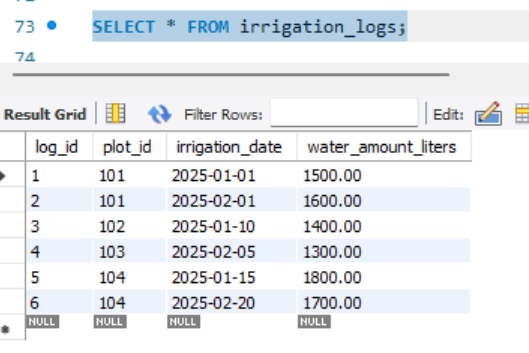 73 SELECT * FROM irrigation_logs;
74
Result Grid Filter Rows: Edit:
log_id plot_id irrigation_date water_amount_liters
1 101 2025-01-01 1500.00
2 101 2025-02-01 1600.00
3 102 2025-01-10 1400.00
4 103 2025-02-05 1300.00
5 104 2025-01-15 1800.00
6 104 2025-02-20 1700.00
NULL NULL NULL NULL